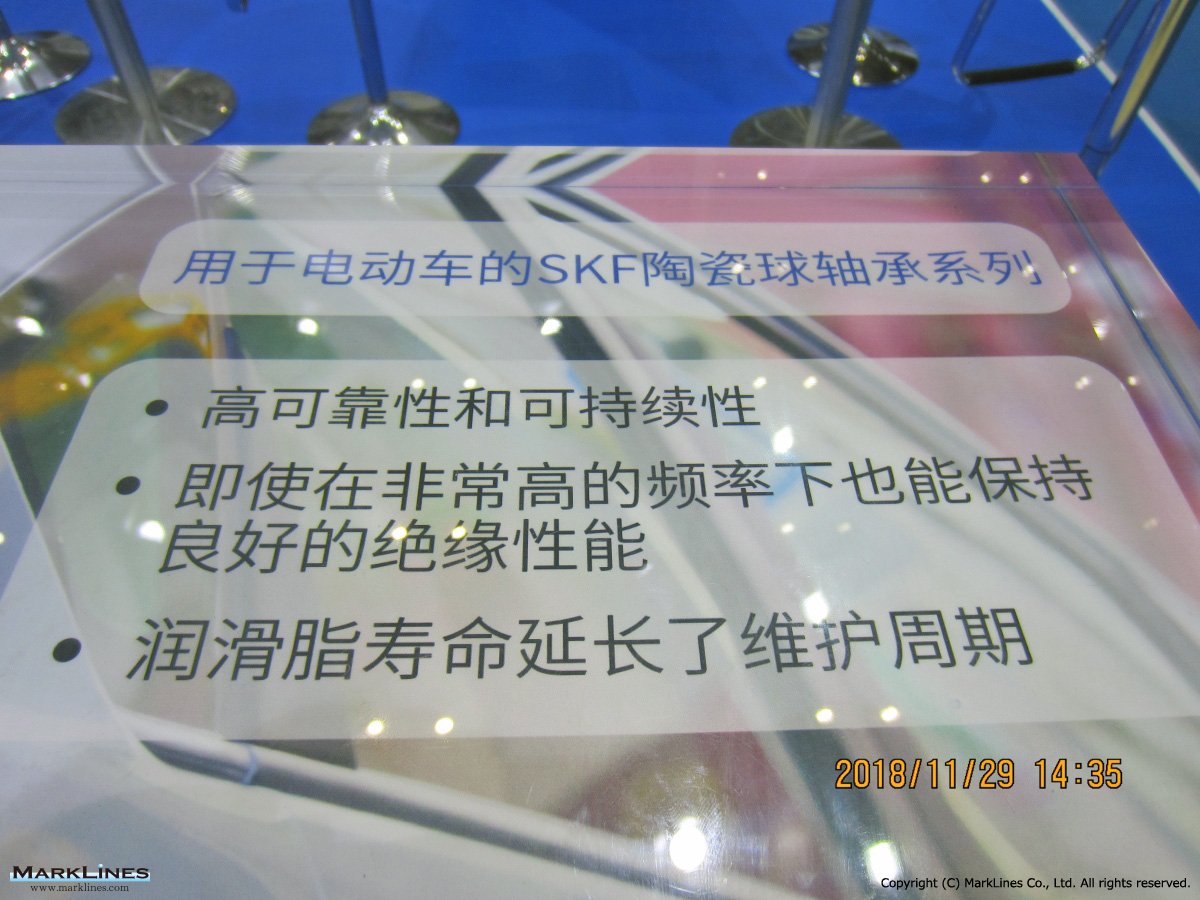 用于电动车的SKF陶瓷球轴承系列
• 高可靠性和可持续性
• 即使在非常高的频率下也能保持
良好的绝缘性能
• 润滑脂寿命延长了维护周期
2018/11/29 14:35
MARKLINES
www.marklines.com
Copyright (C) MarkLines Co., Ltd. All rights reserved.